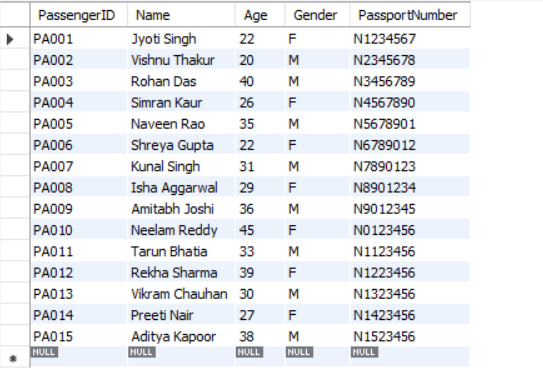 PassengerID Name Age Gender PassportNumber
PA001 Jyoti Singh 22 F N1234567
PA002 Vishnu Thakur 20 M N2345678
PA003 Rohan Das 40 M N3456789
PA004 Simran Kaur 26 F N4567890
PA005 Naveen Rao 35 M N5678901
PA006 Shreya Gupta 22 F N6789012
PA007 Kunal Singh 31 M N7890123
PA008 Isha Aggarwal 29 F N8901234
PA009 Amitabh Joshi 36 M N9012345
PA010 Neelam Reddy 45 F N0123456
PA011 Tarun Bhatia 33 M N1123456
PA012 Rekha Sharma 39 F N1223456
PA013 Vikram Chauhan 30 M N1323456
PA014 Preeti Nair 27 F N1423456
PA015 Aditya Kapoor 38 M N1523456
NULL NULL NULL NULL NULL